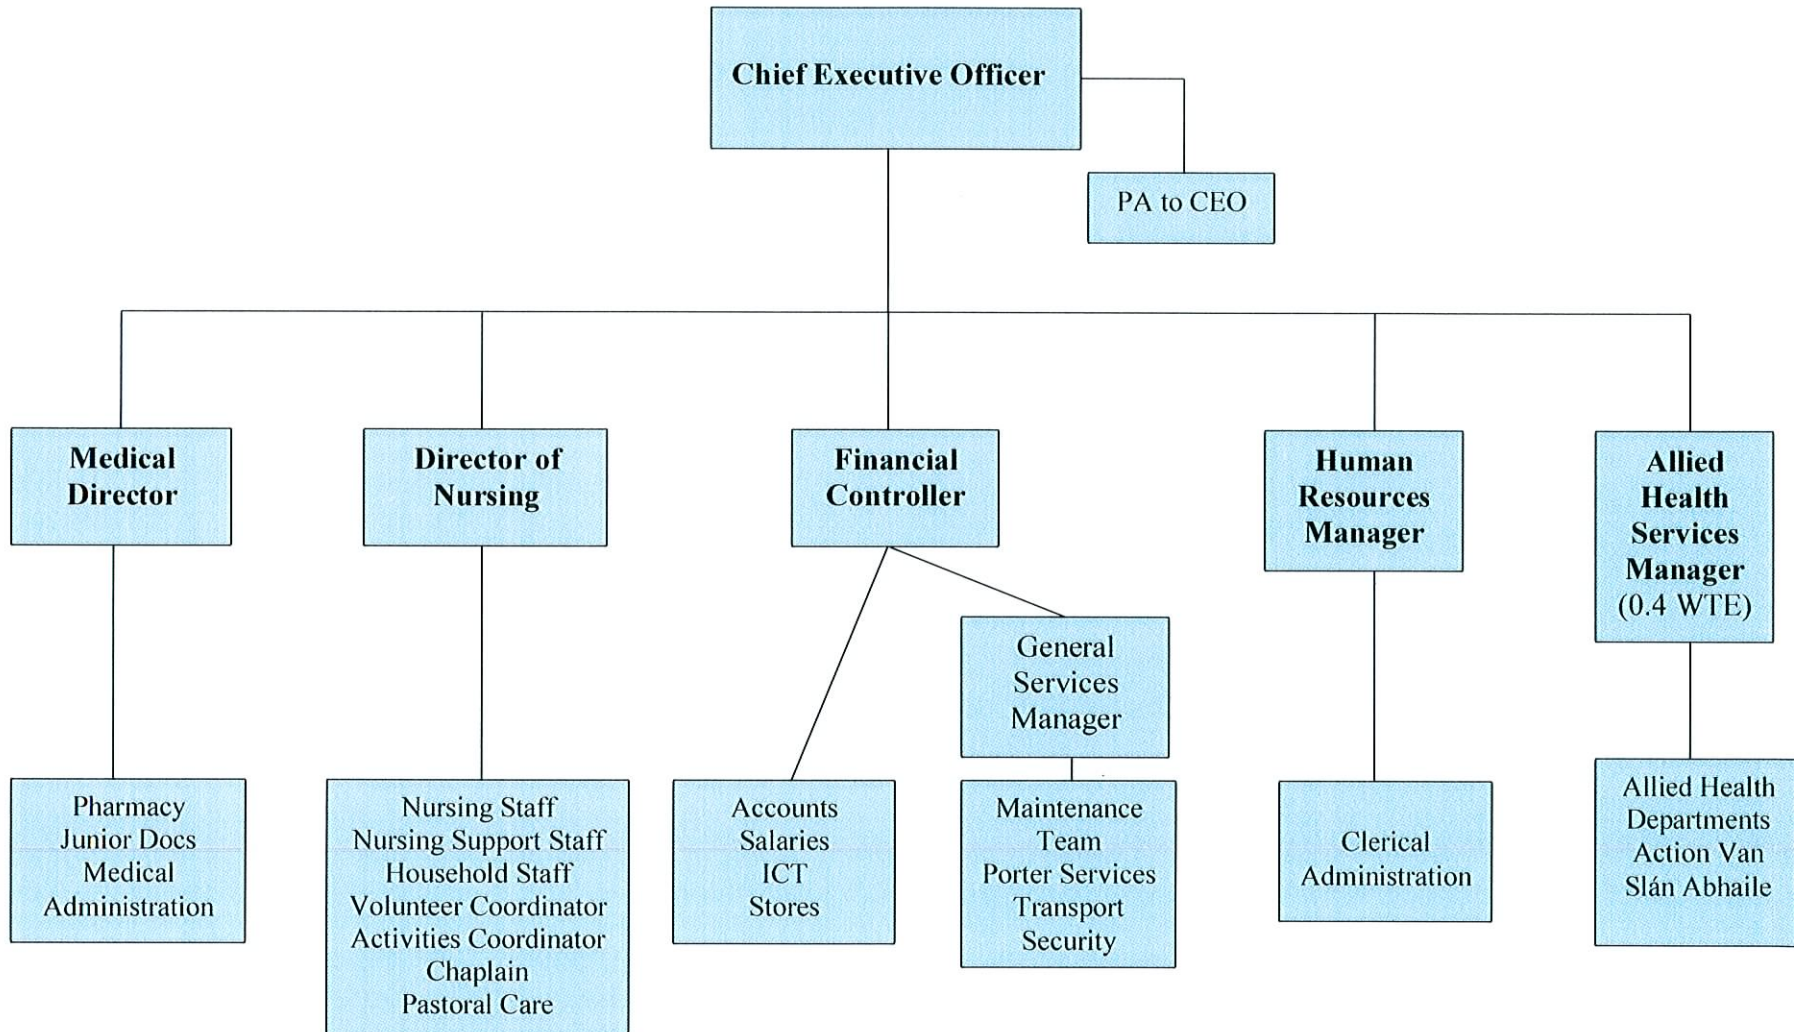 Chief Executive Officer
PA to CEO
Medical
Director
Director of
Nursing
Financial
Controller
Human
Resources
Manager
Allied
Health
Services
Manager
(0.4 WTE)
General
Services
Manager
Pharmacy
Junior Docs
Medical
Administration
Nursing Staff
Nursing Support Staff
Household Staff
Volunteer Coordinator
Activities Coordinator
Chaplain
Pastoral Care
Accounts
Salaries
ICT
Stores
Maintenance
Team
Porter Services
Transport
Security
Clerical
Administration
Allied Health
Departments
Action Van
Slán Abhaile